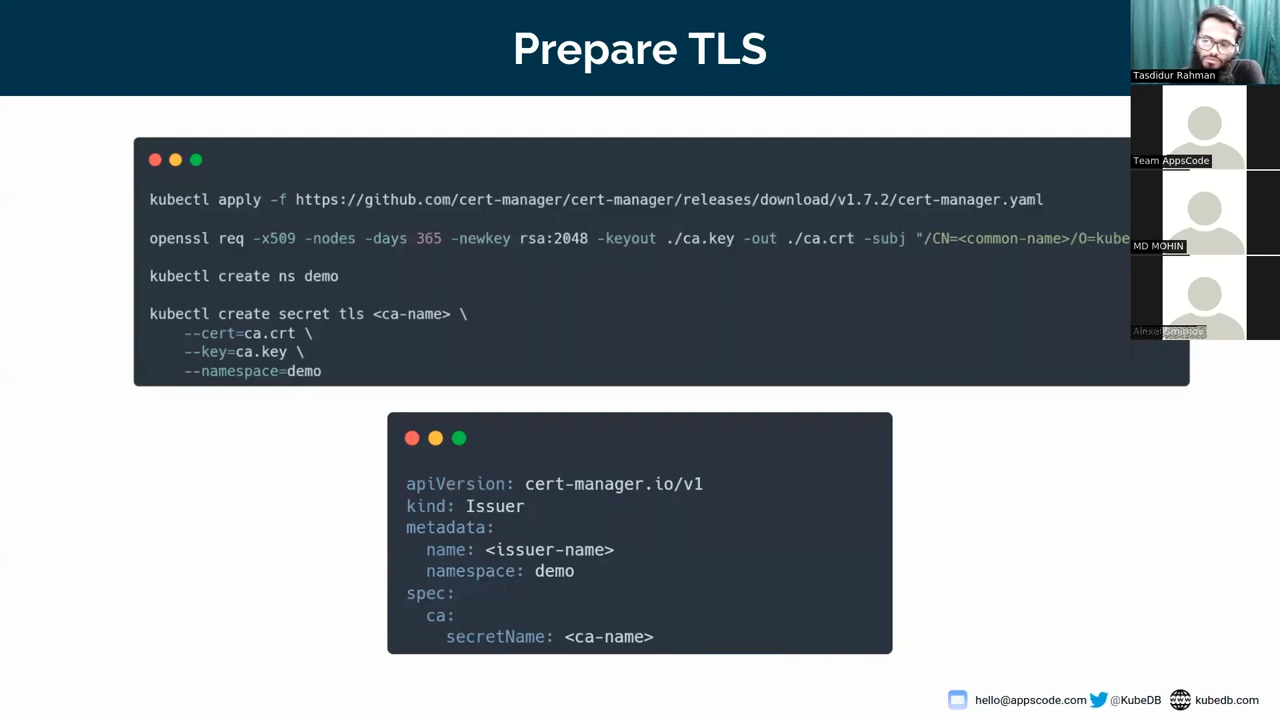 Prepare TLS
Tasdidur Rahman
Team AppsCode
MD MOHIN
Alexei Smirnov
kubectl apply -f https://github.com/cert-manager/cert-manager/releases/download/v1.7.2/cert-manager.yaml
openssl req -x509 -nodes -days 365 -newkey rsa:2048 -keyout ./ca.key -out ./ca.crt -subj "/CN=<common-name>/O=kube
kubectl create ns demo
kubectl create secret tls <ca-name> \
--cert=ca.crt \
--key=ca.key \
--namespace=demo
apiVersion: cert-manager.io/v1
kind: Issuer
metadata:
name: <issuer-name>
namespace: demo
spec:
ca:
secretName: <ca-name>
hello@appscode.com @KubeDB kubedb.com